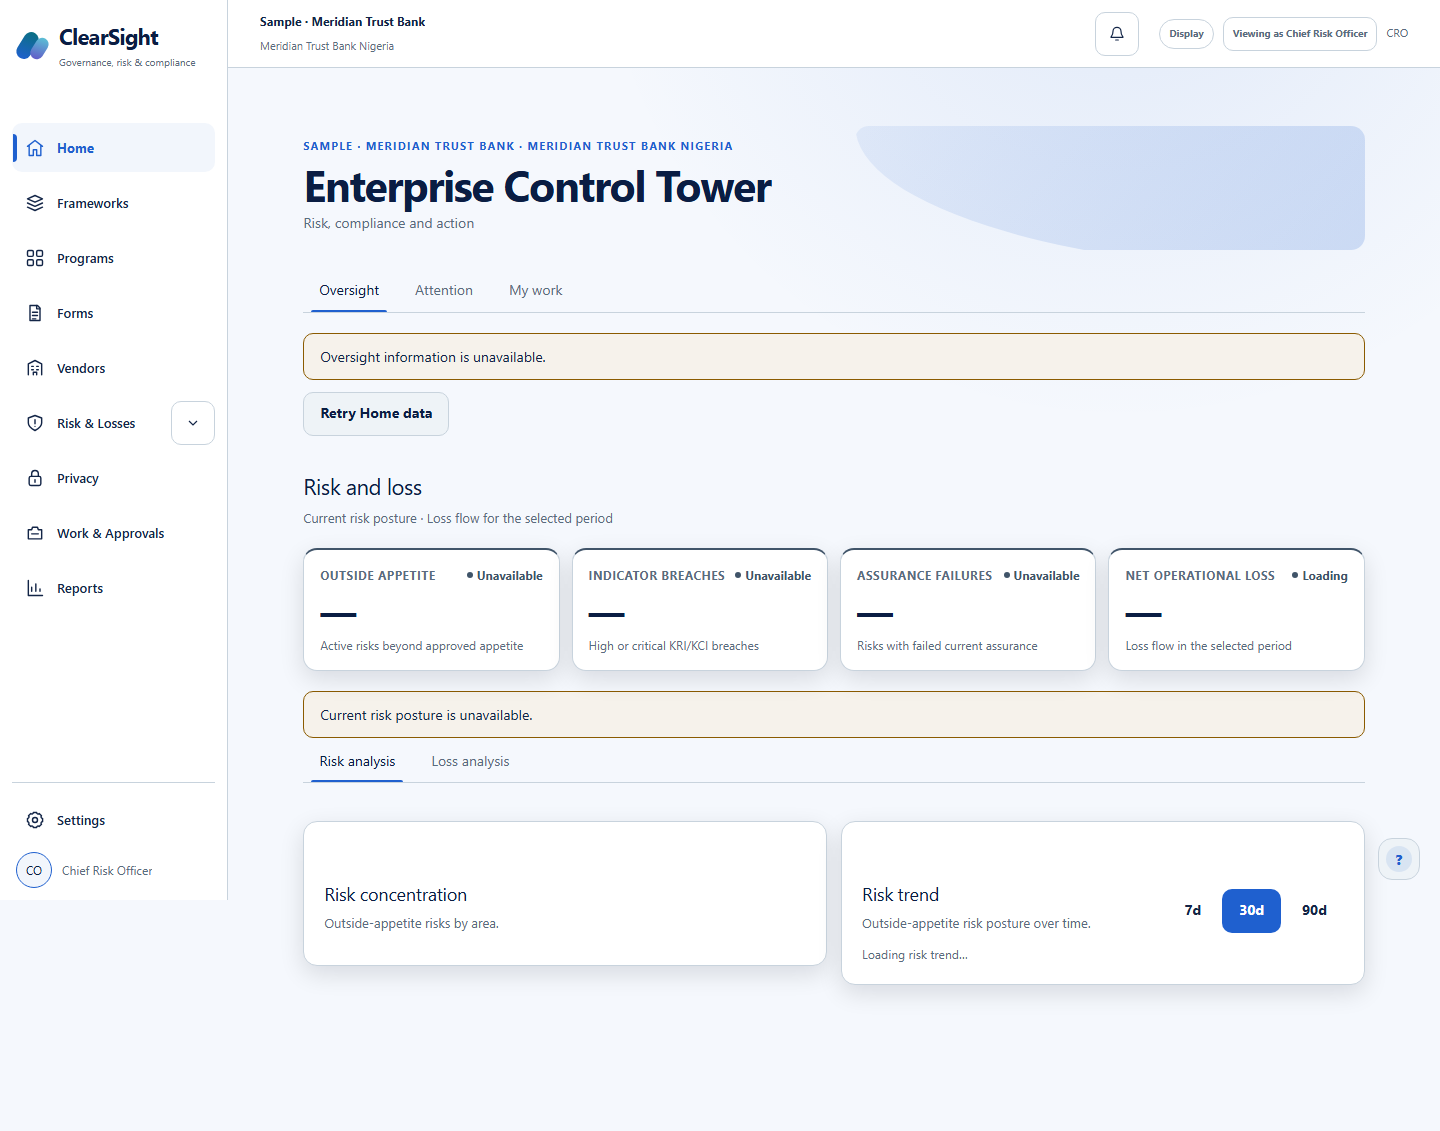 ClearSight
Governance, risk & compliance
Sample · Meridian Trust Bank
Meridian Trust Bank Nigeria
Display
Viewing as Chief Risk Officer
CRO
Home
Frameworks
Programs
Forms
Vendors
Risk & Losses
Privacy
Work & Approvals
Reports
Settings
CO
Chief Risk Officer
SAMPLE · MERIDIAN TRUST BANK · MERIDIAN TRUST BANK NIGERIA
Enterprise Control Tower
Risk, compliance and action
Oversight
Attention
My work
Oversight information is unavailable.
Retry Home data
Risk and loss
Current risk posture · Loss flow for the selected period
OUTSIDE APPETITE
Unavailable
—
Active risks beyond approved appetite
INDICATOR BREACHES
Unavailable
—
High or critical KRI/KCI breaches
ASSURANCE FAILURES
Unavailable
—
Risks with failed current assurance
NET OPERATIONAL LOSS
Loading
—
Loss flow in the selected period
Current risk posture is unavailable.
Risk analysis
Loss analysis
Risk concentration
Outside-appetite risks by area.
Risk trend
Outside-appetite risk posture over time.
7d
30d
90d
Loading risk trend...
?